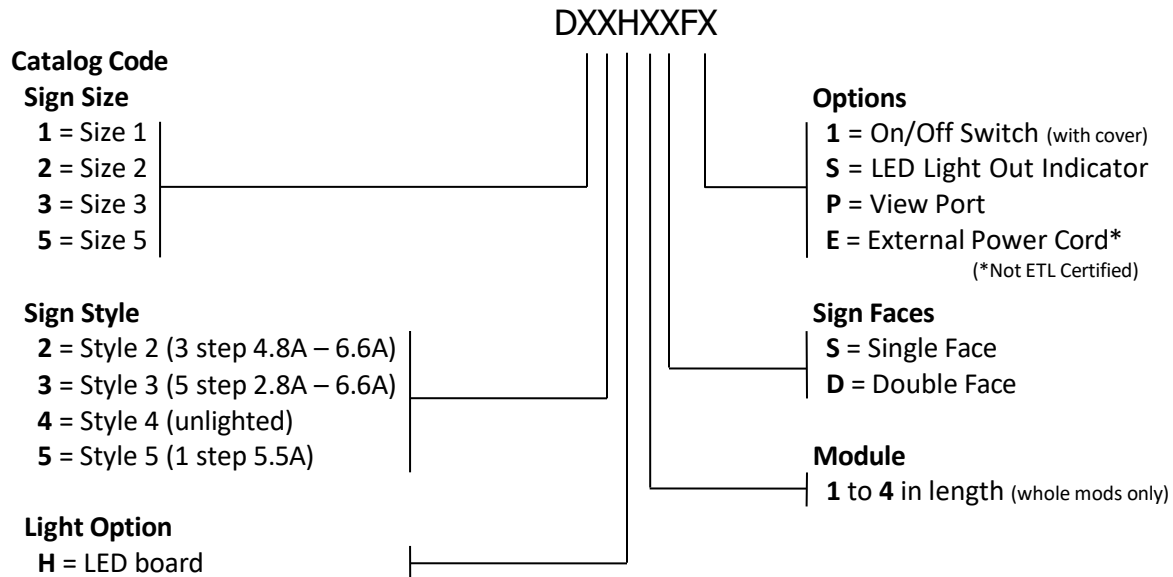 DXXHXXFX
Catalog Code
Sign Size
1 = Size 1
2 = Size 2
3 = Size 3
5 = Size 5
Sign Style
2 = Style 2 (3 step 4.8A – 6.6A)
3 = Style 3 (5 step 2.8A – 6.6A)
4 = Style 4 (unlighted)
5 = Style 5 (1 step 5.5A)
Light Option
H = LED board
Options
1 = On/Off Switch (with cover)
S = LED Light Out Indicator
P = View Port
E = External Power Cord*
(*Not ETL Certified)
Sign Faces
S = Single Face
D = Double Face
Module
1 to 4 in length (whole mods only)